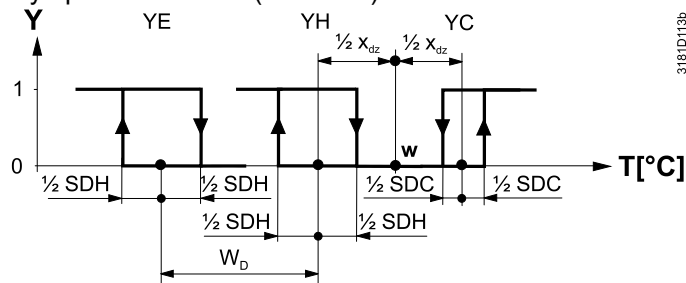 Y YE YH YC
½ xdz ½ xdz
3181D113b
1
w
0 T[°C]
½ SDH ½ SDH ½ SDC ½ SDC
½ SDH ½ SDH
WD